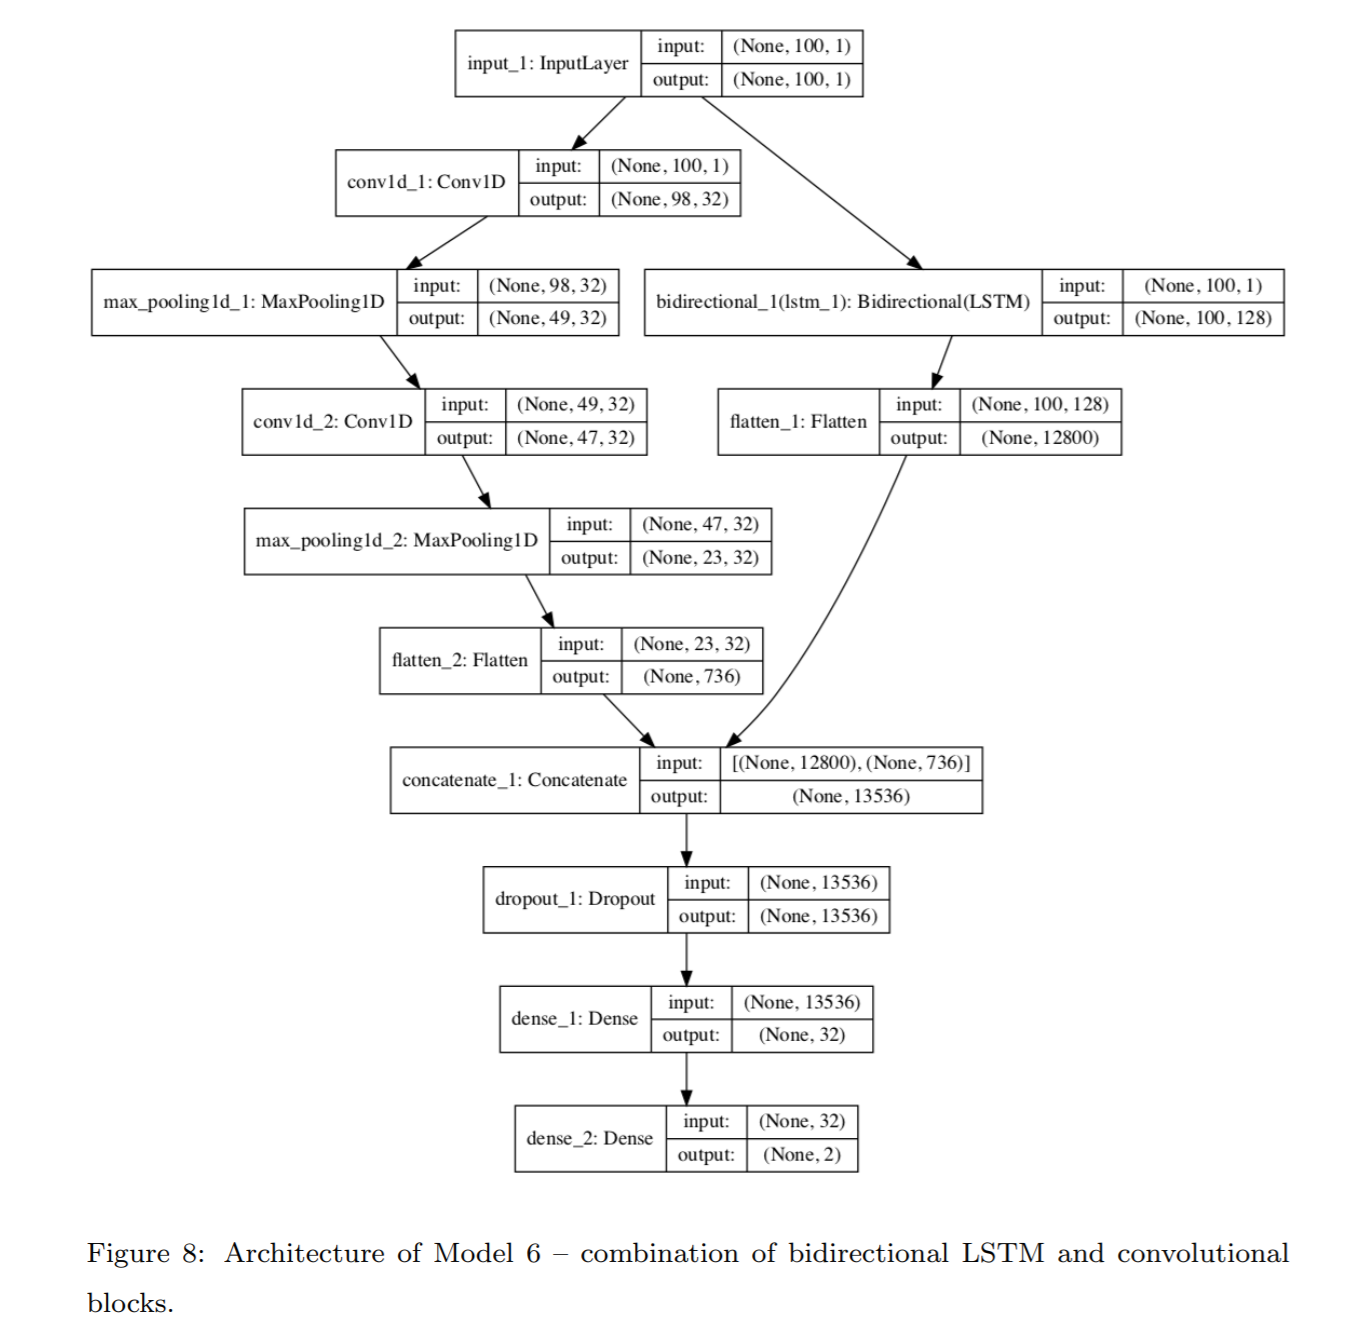 input_1: InputLayer
input: (None, 100, 1)
output: (None, 100, 1)
conv1d_1: Conv1D
input: (None, 100, 1)
output: (None, 98, 32)
max_pooling1d_1: MaxPooling1D
input: (None, 98, 32)
output: (None, 49, 32)
bidirectional_1(lstm_1): Bidirectional(LSTM)
input: (None, 100, 1)
output: (None, 100, 128)
conv1d_2: Conv1D
input: (None, 49, 32)
output: (None, 47, 32)
flatten_1: Flatten
input: (None, 100, 128)
output: (None, 12800)
max_pooling1d_2: MaxPooling1D
input: (None, 47, 32)
output: (None, 23, 32)
flatten_2: Flatten
input: (None, 23, 32)
output: (None, 736)
concatenate_1: Concatenate
input: [(None, 12800), (None, 736)]
output: (None, 13536)
dropout_1: Dropout
input: (None, 13536)
output: (None, 13536)
dense_1: Dense
input: (None, 13536)
output: (None, 32)
dense_2: Dense
input: (None, 32)
output: (None, 2)
Figure 8: Architecture of Model 6 – combination of bidirectional LSTM and convolutional
blocks.